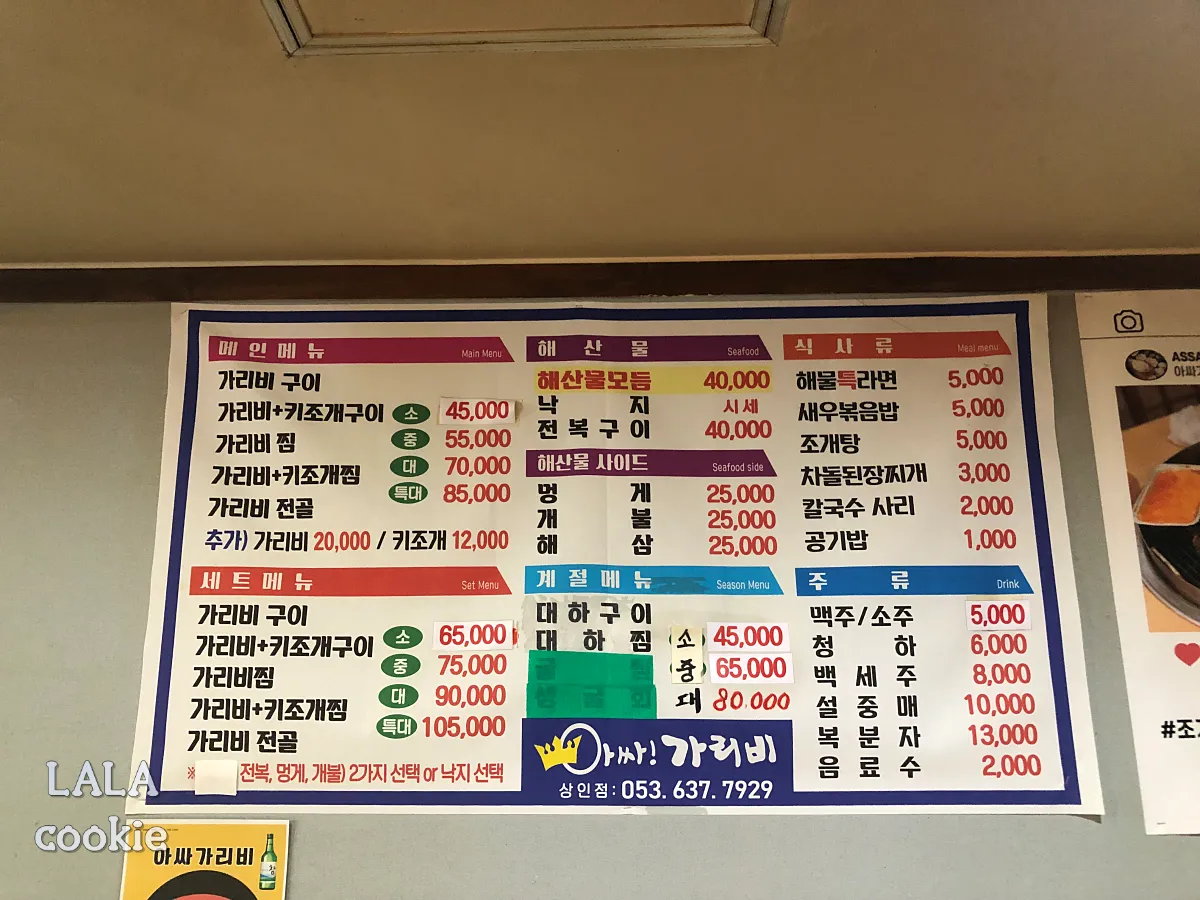 메인메뉴 Main Menu
가리비 구이
가리비+키조개구이 소 45,000
가리비 찜 중 55,000
가리비+키조개찜 대 70,000
가리비 전골 특대 85,000
추가) 가리비 20,000 / 키조개 12,000
세트메뉴 Set Menu
가리비 구이
가리비+키조개구이 소 65,000
가리비찜 중 75,000
가리비+키조개찜 대 90,000
가리비 전골 특대 105,000
※ 전복, 멍게, 개불) 2가지 선택 or 낙지 선택
해산물 Seafood
해산물모듬 40,000
낙지 시세
전복구이 40,000
해산물 사이드 Seafood side
멍게 25,000
개불 25,000
해삼 25,000
계절메뉴 Season Menu
대하구이
대하찜 소 45,000
굴찜 중 65,000
생굴회 대 80,000
아싸! 가리비
상인점: 053. 637. 7929
식사류 Meal menu
해물특라면 5,000
새우볶음밥 5,000
조개탕 5,000
차돌된장찌개 3,000
칼국수 사리 2,000
공기밥 1,000
주류 Drink
맥주/소주 5,000
청하 6,000
백세주 8,000
설중매 10,000
복분자 13,000
음료수 2,000
ASSA
아싸가
#조
LALA
cookie
아싸가리비
참